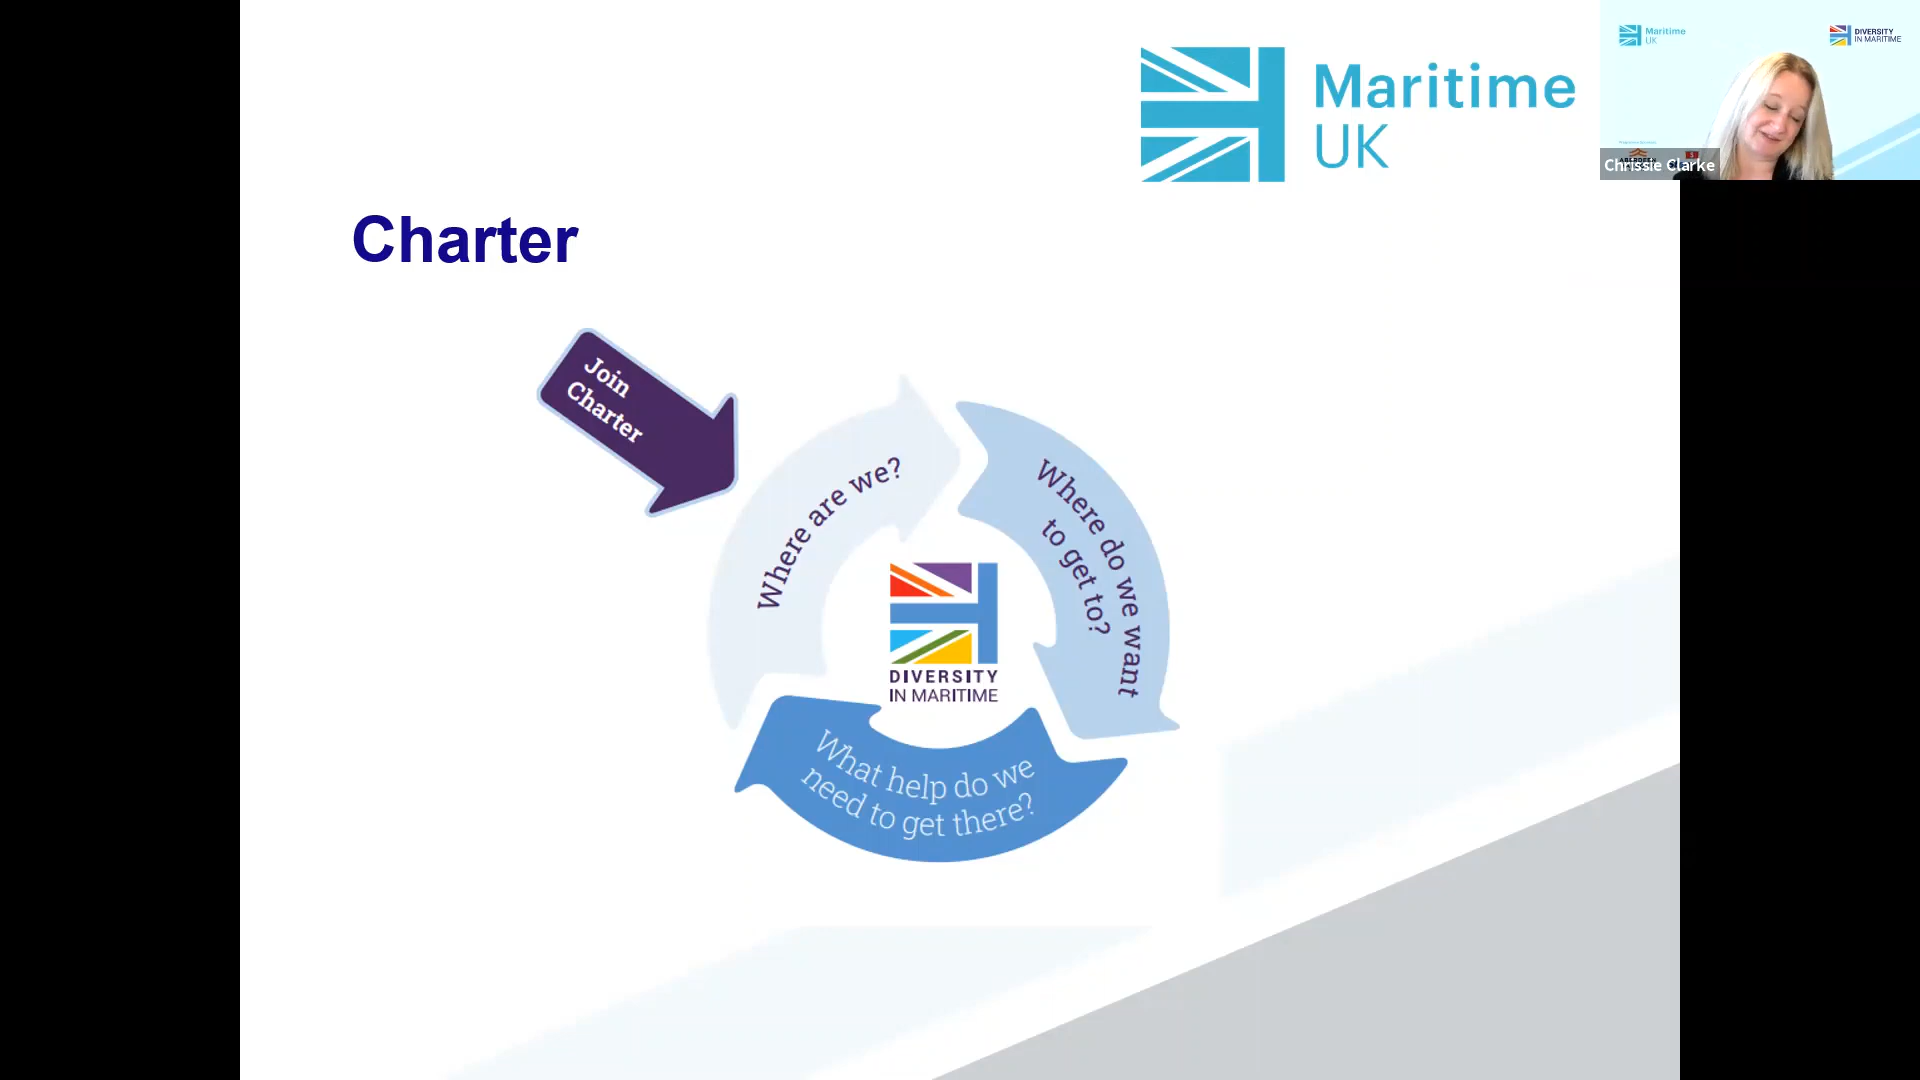 Maritime
UK
Maritime
UK
DIVERSITY
IN MARITIME
Chrissie Clarke
Charter
Join
Charter
Where are we?
Where do we want
to get to?
DIVERSITY
IN MARITIME
What help do we
need to get there?